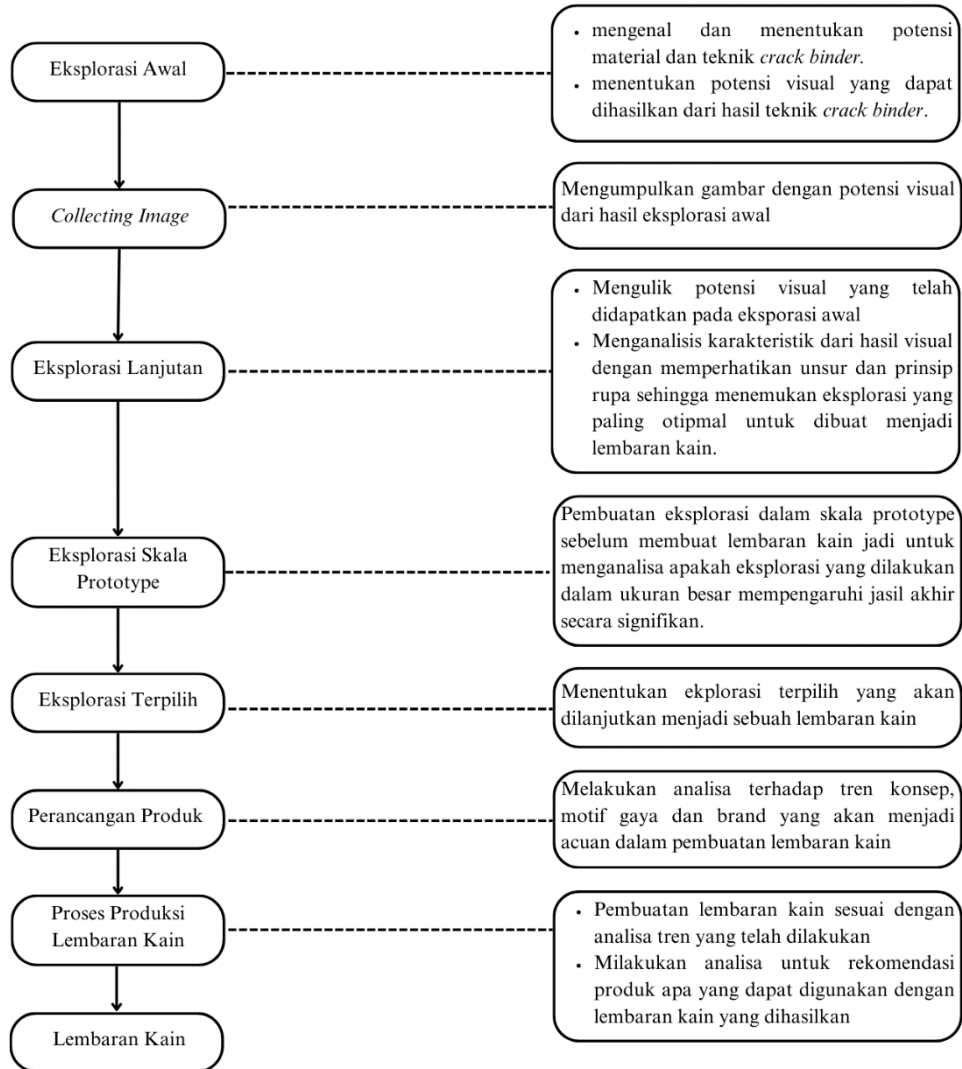 Eksplorasi Awal
• mengenal dan menentukan potensi
material dan teknik crack binder.
• menentukan potensi visual yang dapat
dihasilkan dari hasil teknik crack binder.
Collecting Image
Mengumpulkan gambar dengan potensi visual
dari hasil eksplorasi awal
Eksplorasi Lanjutan
• Mengulik potensi visual yang telah
didapatkan pada eksporasi awal
• Menganalisis karakteristik dari hasil visual
dengan memperhatikan unsur dan prinsip
rupa sehingga menemukan eksplorasi yang
paling otipmal untuk dibuat menjadi
lembaran kain.
Eksplorasi Skala
Prototype
Pembuatan eksplorasi dalam skala prototype
sebelum membuat lembaran kain jadi untuk
menganalisa apakah eksplorasi yang dilakukan
dalam ukuran besar mempengaruhi jasil akhir
secara signifikan.
Eksplorasi Terpilih
Menentukan ekplorasi terpilih yang akan
dilanjutkan menjadi sebuah lembaran kain
Perancangan Produk
Melakukan analisa terhadap tren konsep,
motif gaya dan brand yang akan menjadi
acuan dalam pembuatan lembaran kain
Proses Produksi
Lembaran Kain
• Pembuatan lembaran kain sesuai dengan
analisa tren yang telah dilakukan
• Milakukan analisa untuk rekomendasi
produk apa yang dapat digunakan dengan
lembaran kain yang dihasilkan
Lembaran Kain